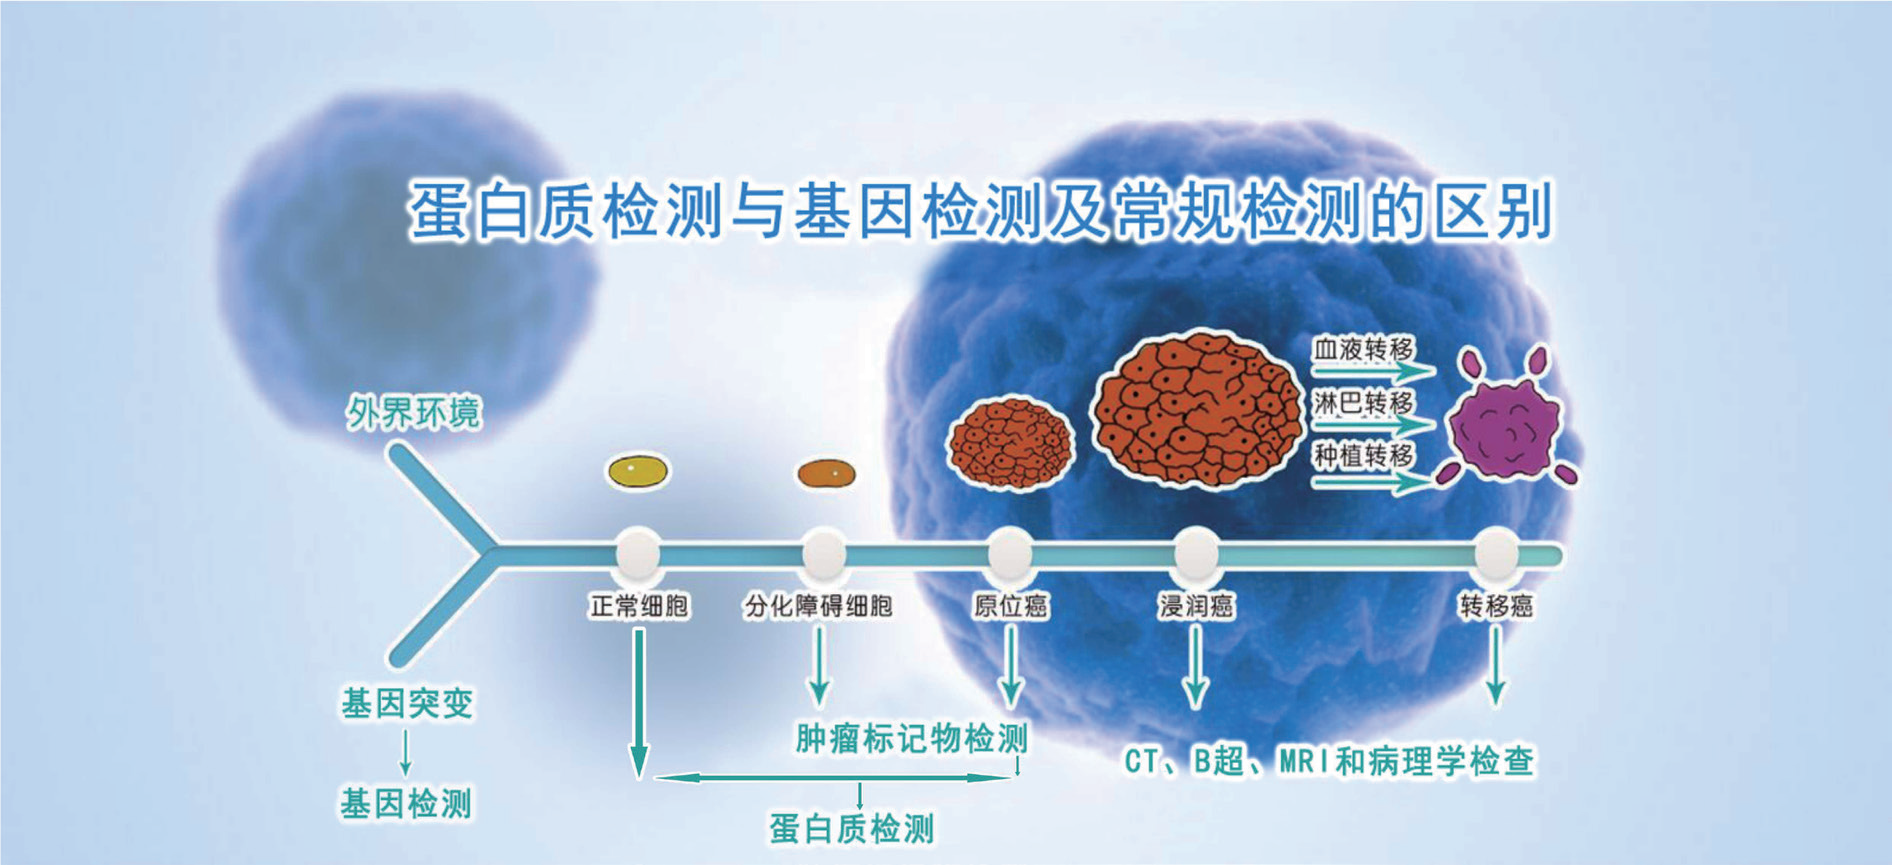 蛋白质检测与基因检测及常规检测的区别
血液转移
淋巴转移
种植转移
外界环境
正常细胞
分化障碍细胞
原位癌
浸润癌
转移癌
基因突变
肿瘤标记物检测
CT、B超、MRI和病理学检查
基因检测
蛋白质检测